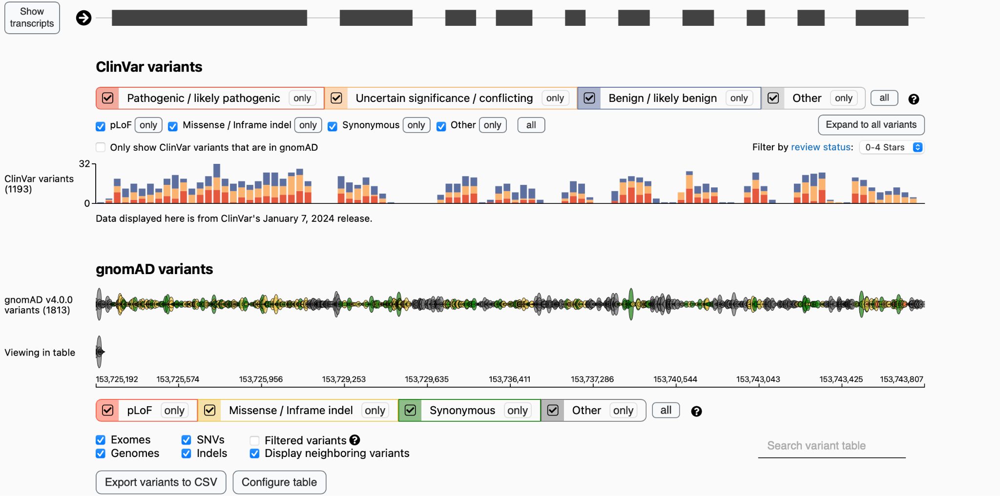 Show
transcripts
ClinVar variants
Pathogenic / likely pathogenic only Uncertain significance / conflicting only Benign / likely benign only Other only all ?
pLoF only Missense / Inframe indel only Synonymous only Other only all Expand to all variants
Only show ClinVar variants that are in gnomAD Filter by review status: 0-4 Stars
32
ClinVar variants
(1193)
0
Data displayed here is from ClinVar's January 7, 2024 release.
gnomAD variants
gnomAD v4.0.0
variants (1813)
Viewing in table
153,725,192 153,725,574 153,725,956 153,729,253 153,729,635 153,736,411 153,737,286 153,740,544 153,743,043 153,743,425 153,743,807
pLoF only Missense / Inframe indel only Synonymous only Other only all ?
Exomes SNVs Filtered variants ?
Genomes Indels Display neighboring variants
Search variant table
Export variants to CSV Configure table